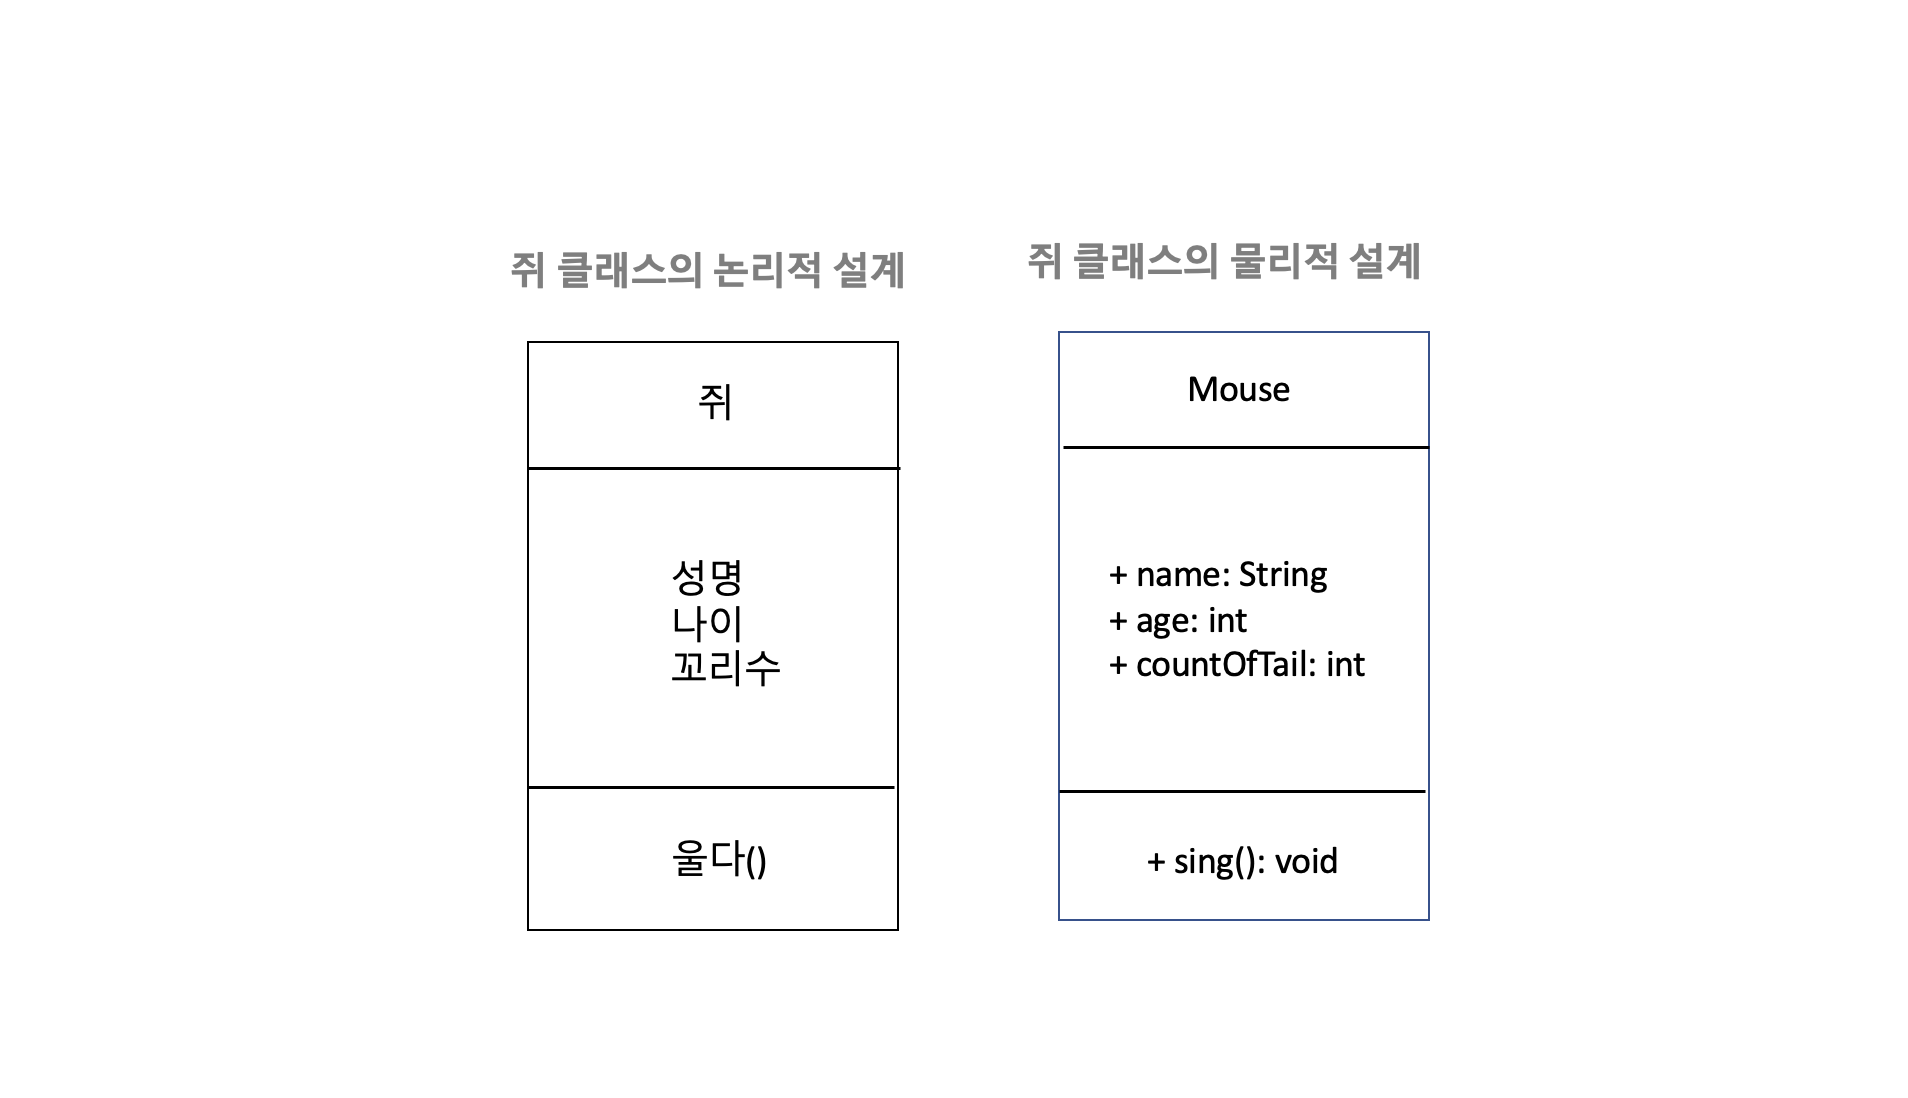 쥐 클래스의 논리적 설계
쥐
성명
나이
꼬리수
울다()
쥐 클래스의 물리적 설계
Mouse
+ name: String
+ age: int
+ countOfTail: int
+ sing(): void